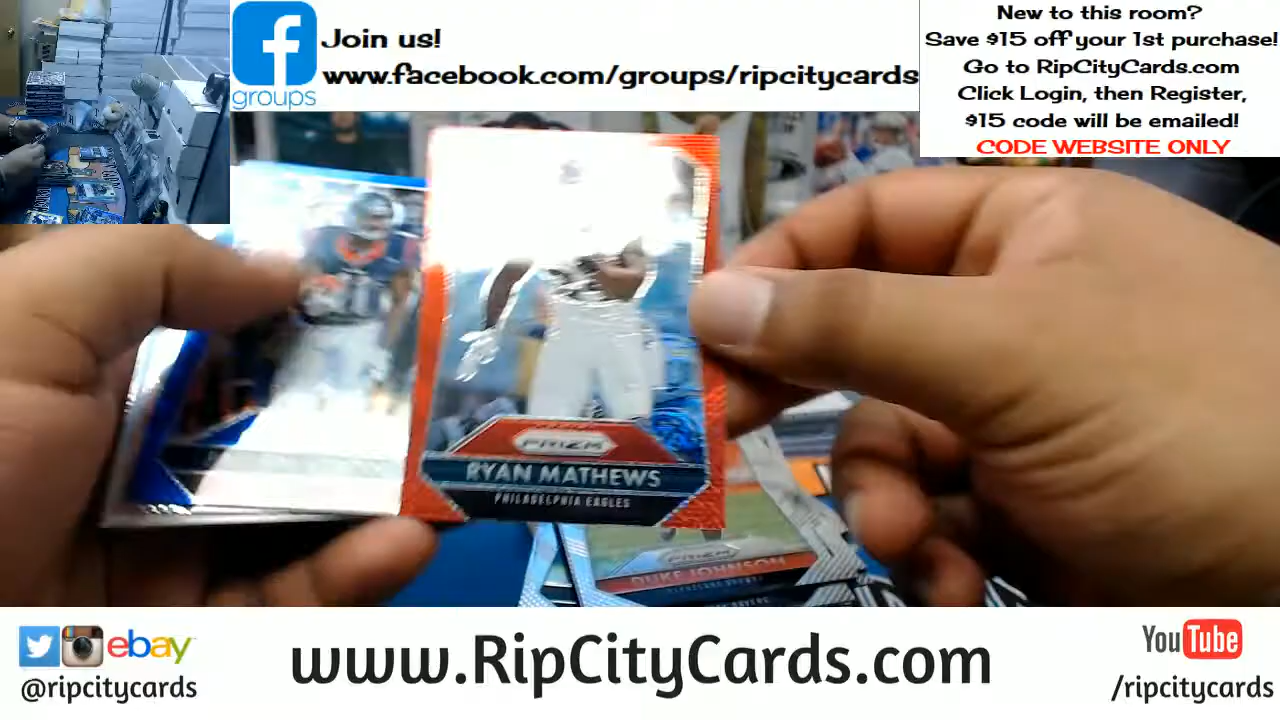 Join us!
www.facebook.com/groups/ripcitycards
groups
New to this room?
Save $15 off your 1st purchase!
Go to RipCityCards.com
Click Login, then Register,
$15 code will be emailed!
CODE WEBSITE ONLY
PRIZM
RYAN MATHEWS
PHILADELPHIA EAGLES
PRIZM
DUKE JOHNSON
CLEVELAND BROWNS
ebay
@ripcitycards
www.RipCityCards.com
YouTube
/ripcitycards